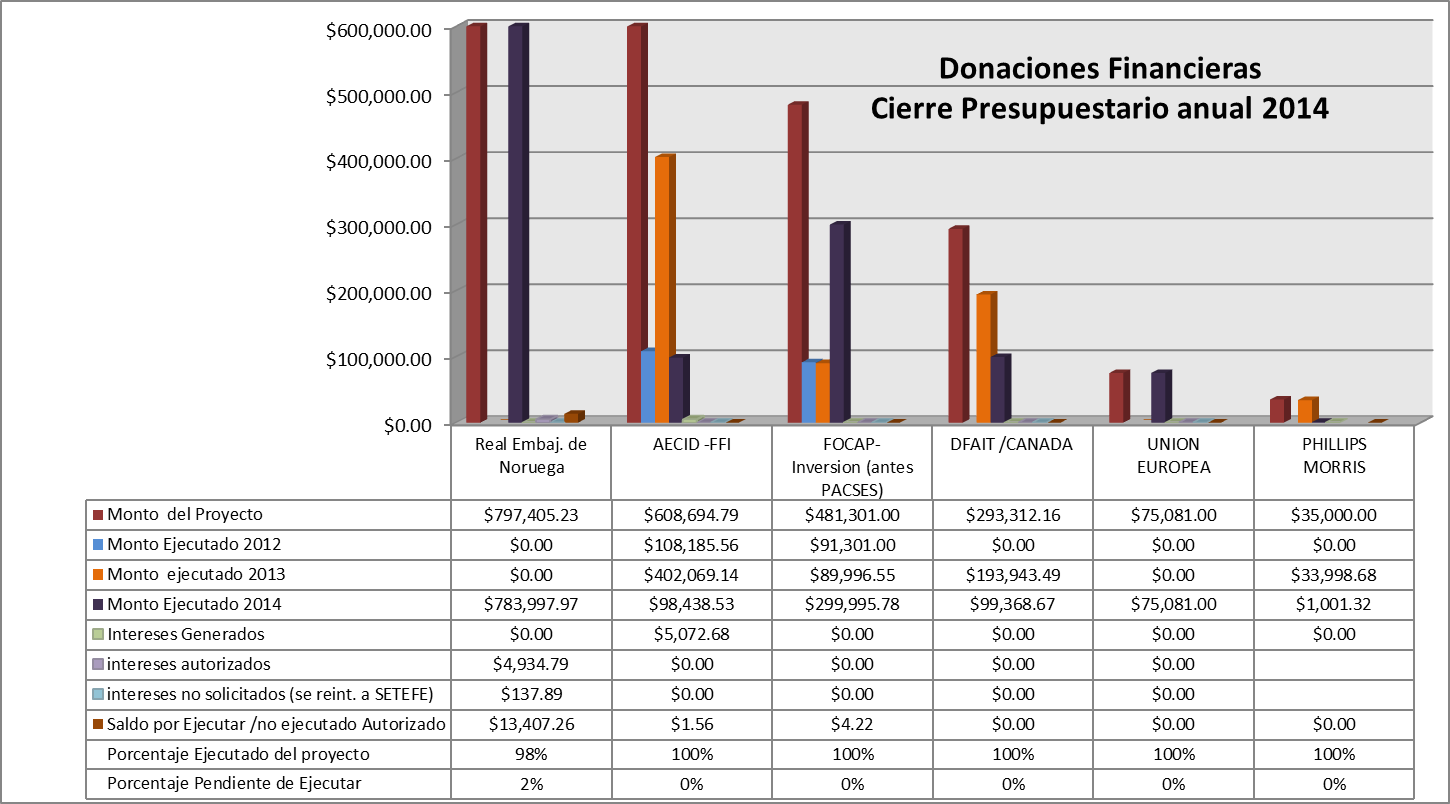 Donaciones Financieras
Cierre Presupuestario anual 2014
$600,000.00
$500,000.00
$400,000.00
$300,000.00
$200,000.00
$100,000.00
$0.00
Real Embaj. de Noruega AECID -FFI FOCAP- Inversion (antes PACSES) DFAIT /CANADA UNION EUROPEA PHILLIPS MORRIS
Monto del Proyecto $797,405.23 $608,694.79 $481,301.00 $293,312.16 $75,081.00 $35,000.00
Monto Ejecutado 2012 $0.00 $108,185.56 $91,301.00 $0.00 $0.00 $0.00
Monto ejecutado 2013 $0.00 $402,069.14 $89,996.55 $193,943.49 $0.00 $33,998.68
Monto Ejecutado 2014 $783,997.97 $98,438.53 $299,995.78 $99,368.67 $75,081.00 $1,001.32
Intereses Generados $0.00 $5,072.68 $0.00 $0.00 $0.00 $0.00
intereses autorizados $4,934.79 $0.00 $0.00 $0.00 $0.00
intereses no solicitados (se reint. a SETEFE) $137.89 $0.00 $0.00 $0.00 $0.00
Saldo por Ejecutar /no ejecutado Autorizado $13,407.26 $1.56 $4.22 $0.00 $0.00 $0.00
Porcentaje Ejecutado del proyecto 98% 100% 100% 100% 100% 100%
Porcentaje Pendiente de Ejecutar 2% 0% 0% 0% 0% 0%